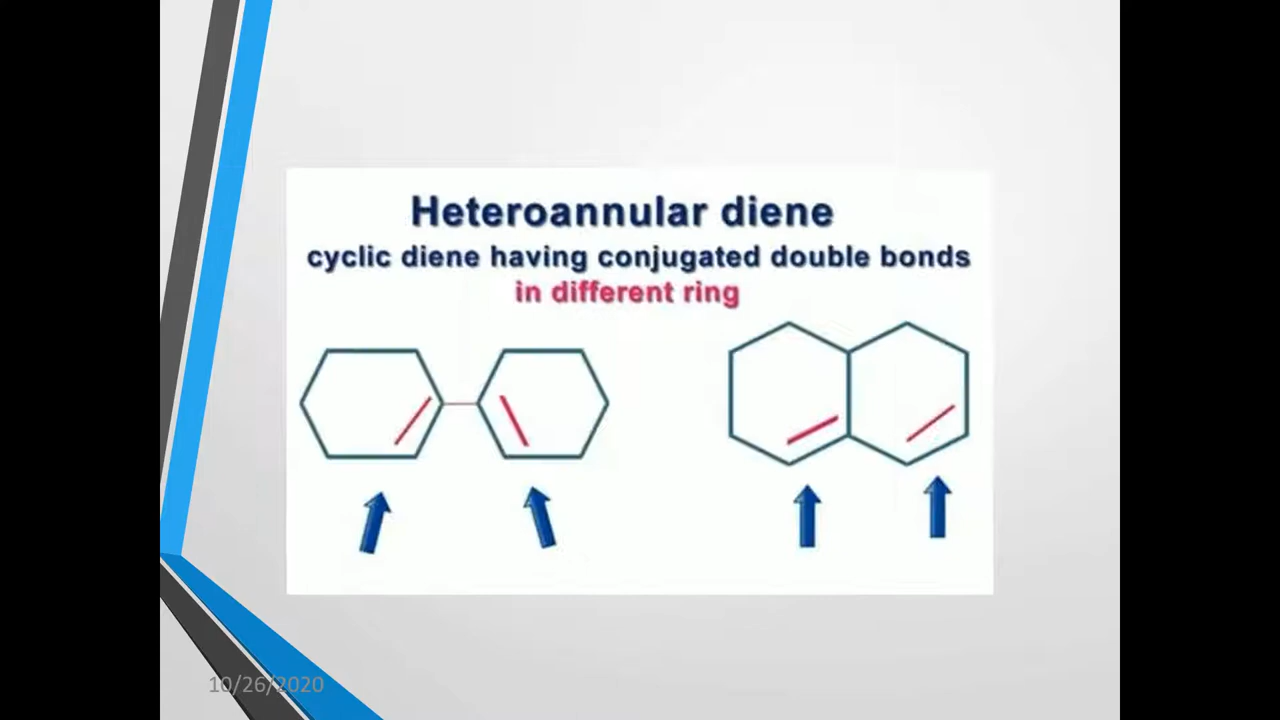 Heteroannular diene
cyclic diene having conjugated double bonds
in different ring
10/26/2020